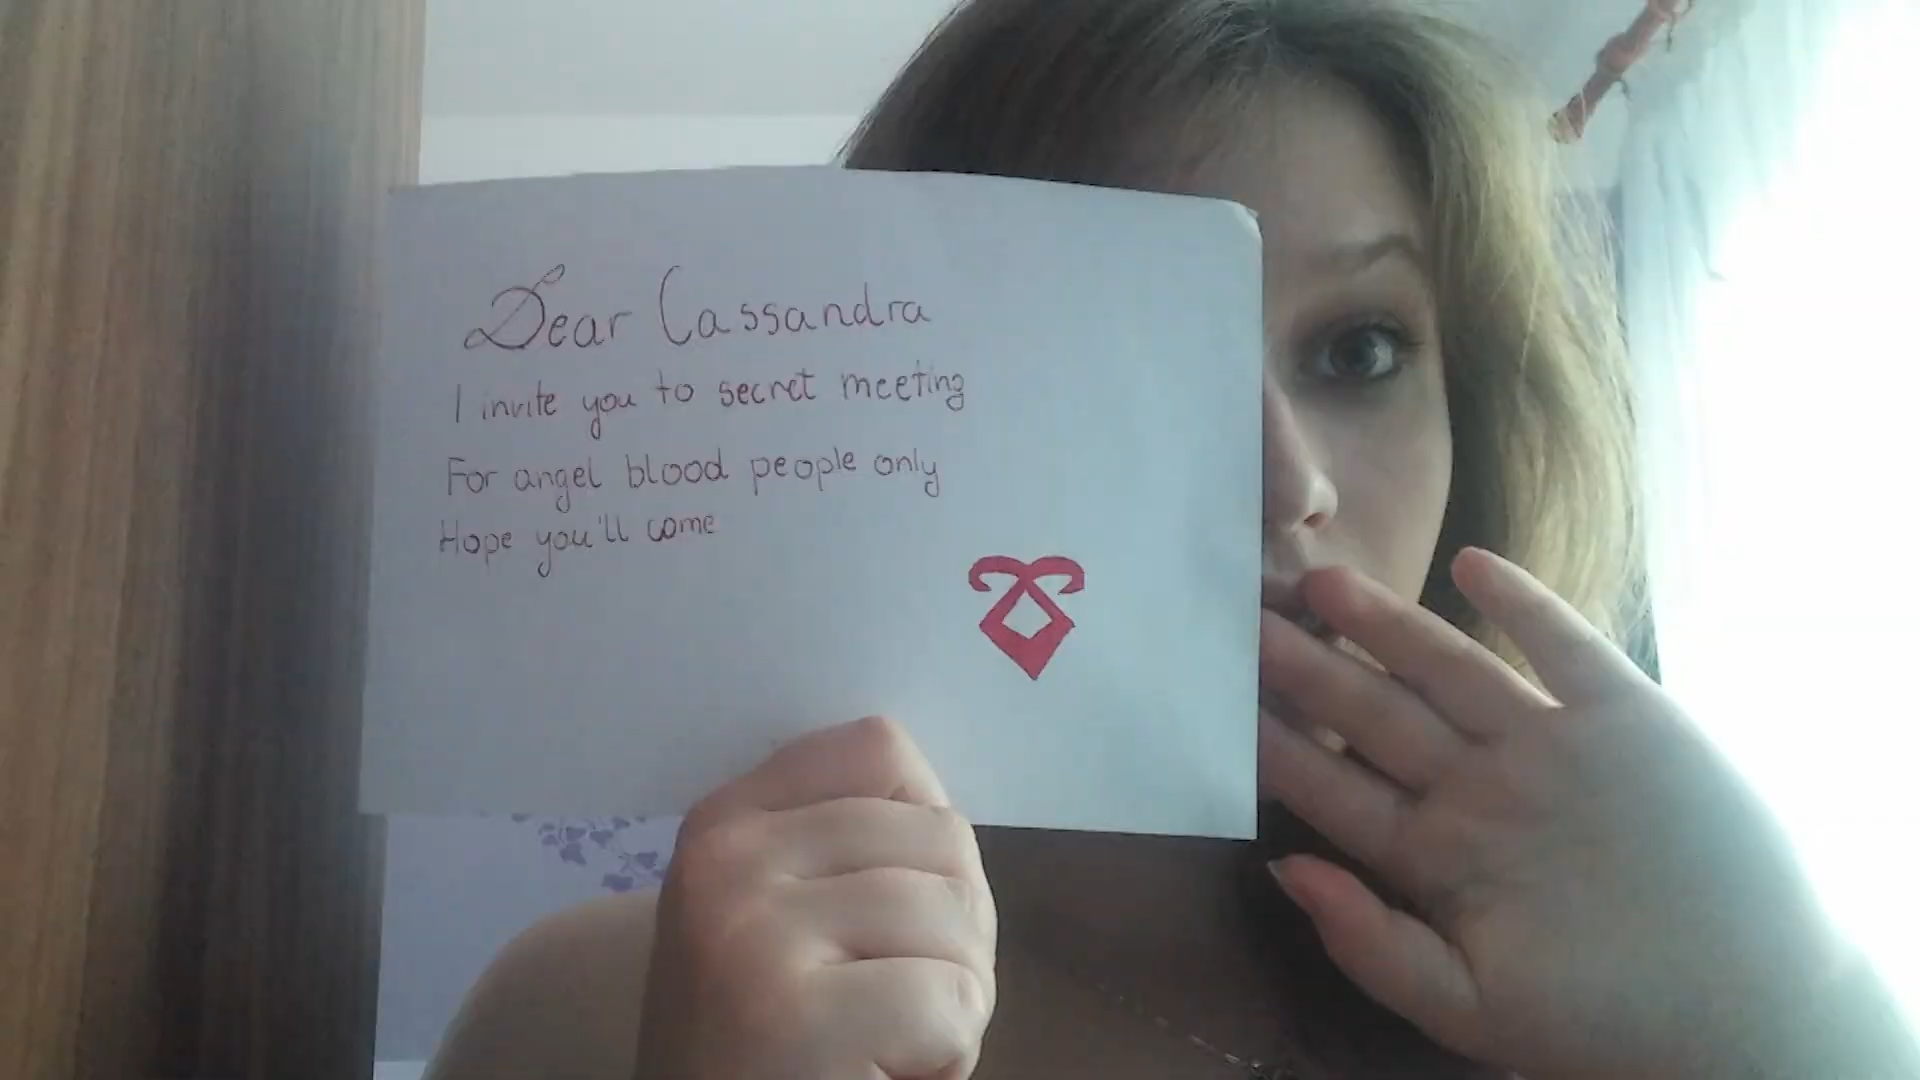 Dear Cassandra
I invite you to secret meeting
For angel blood people only
Hope you'll come